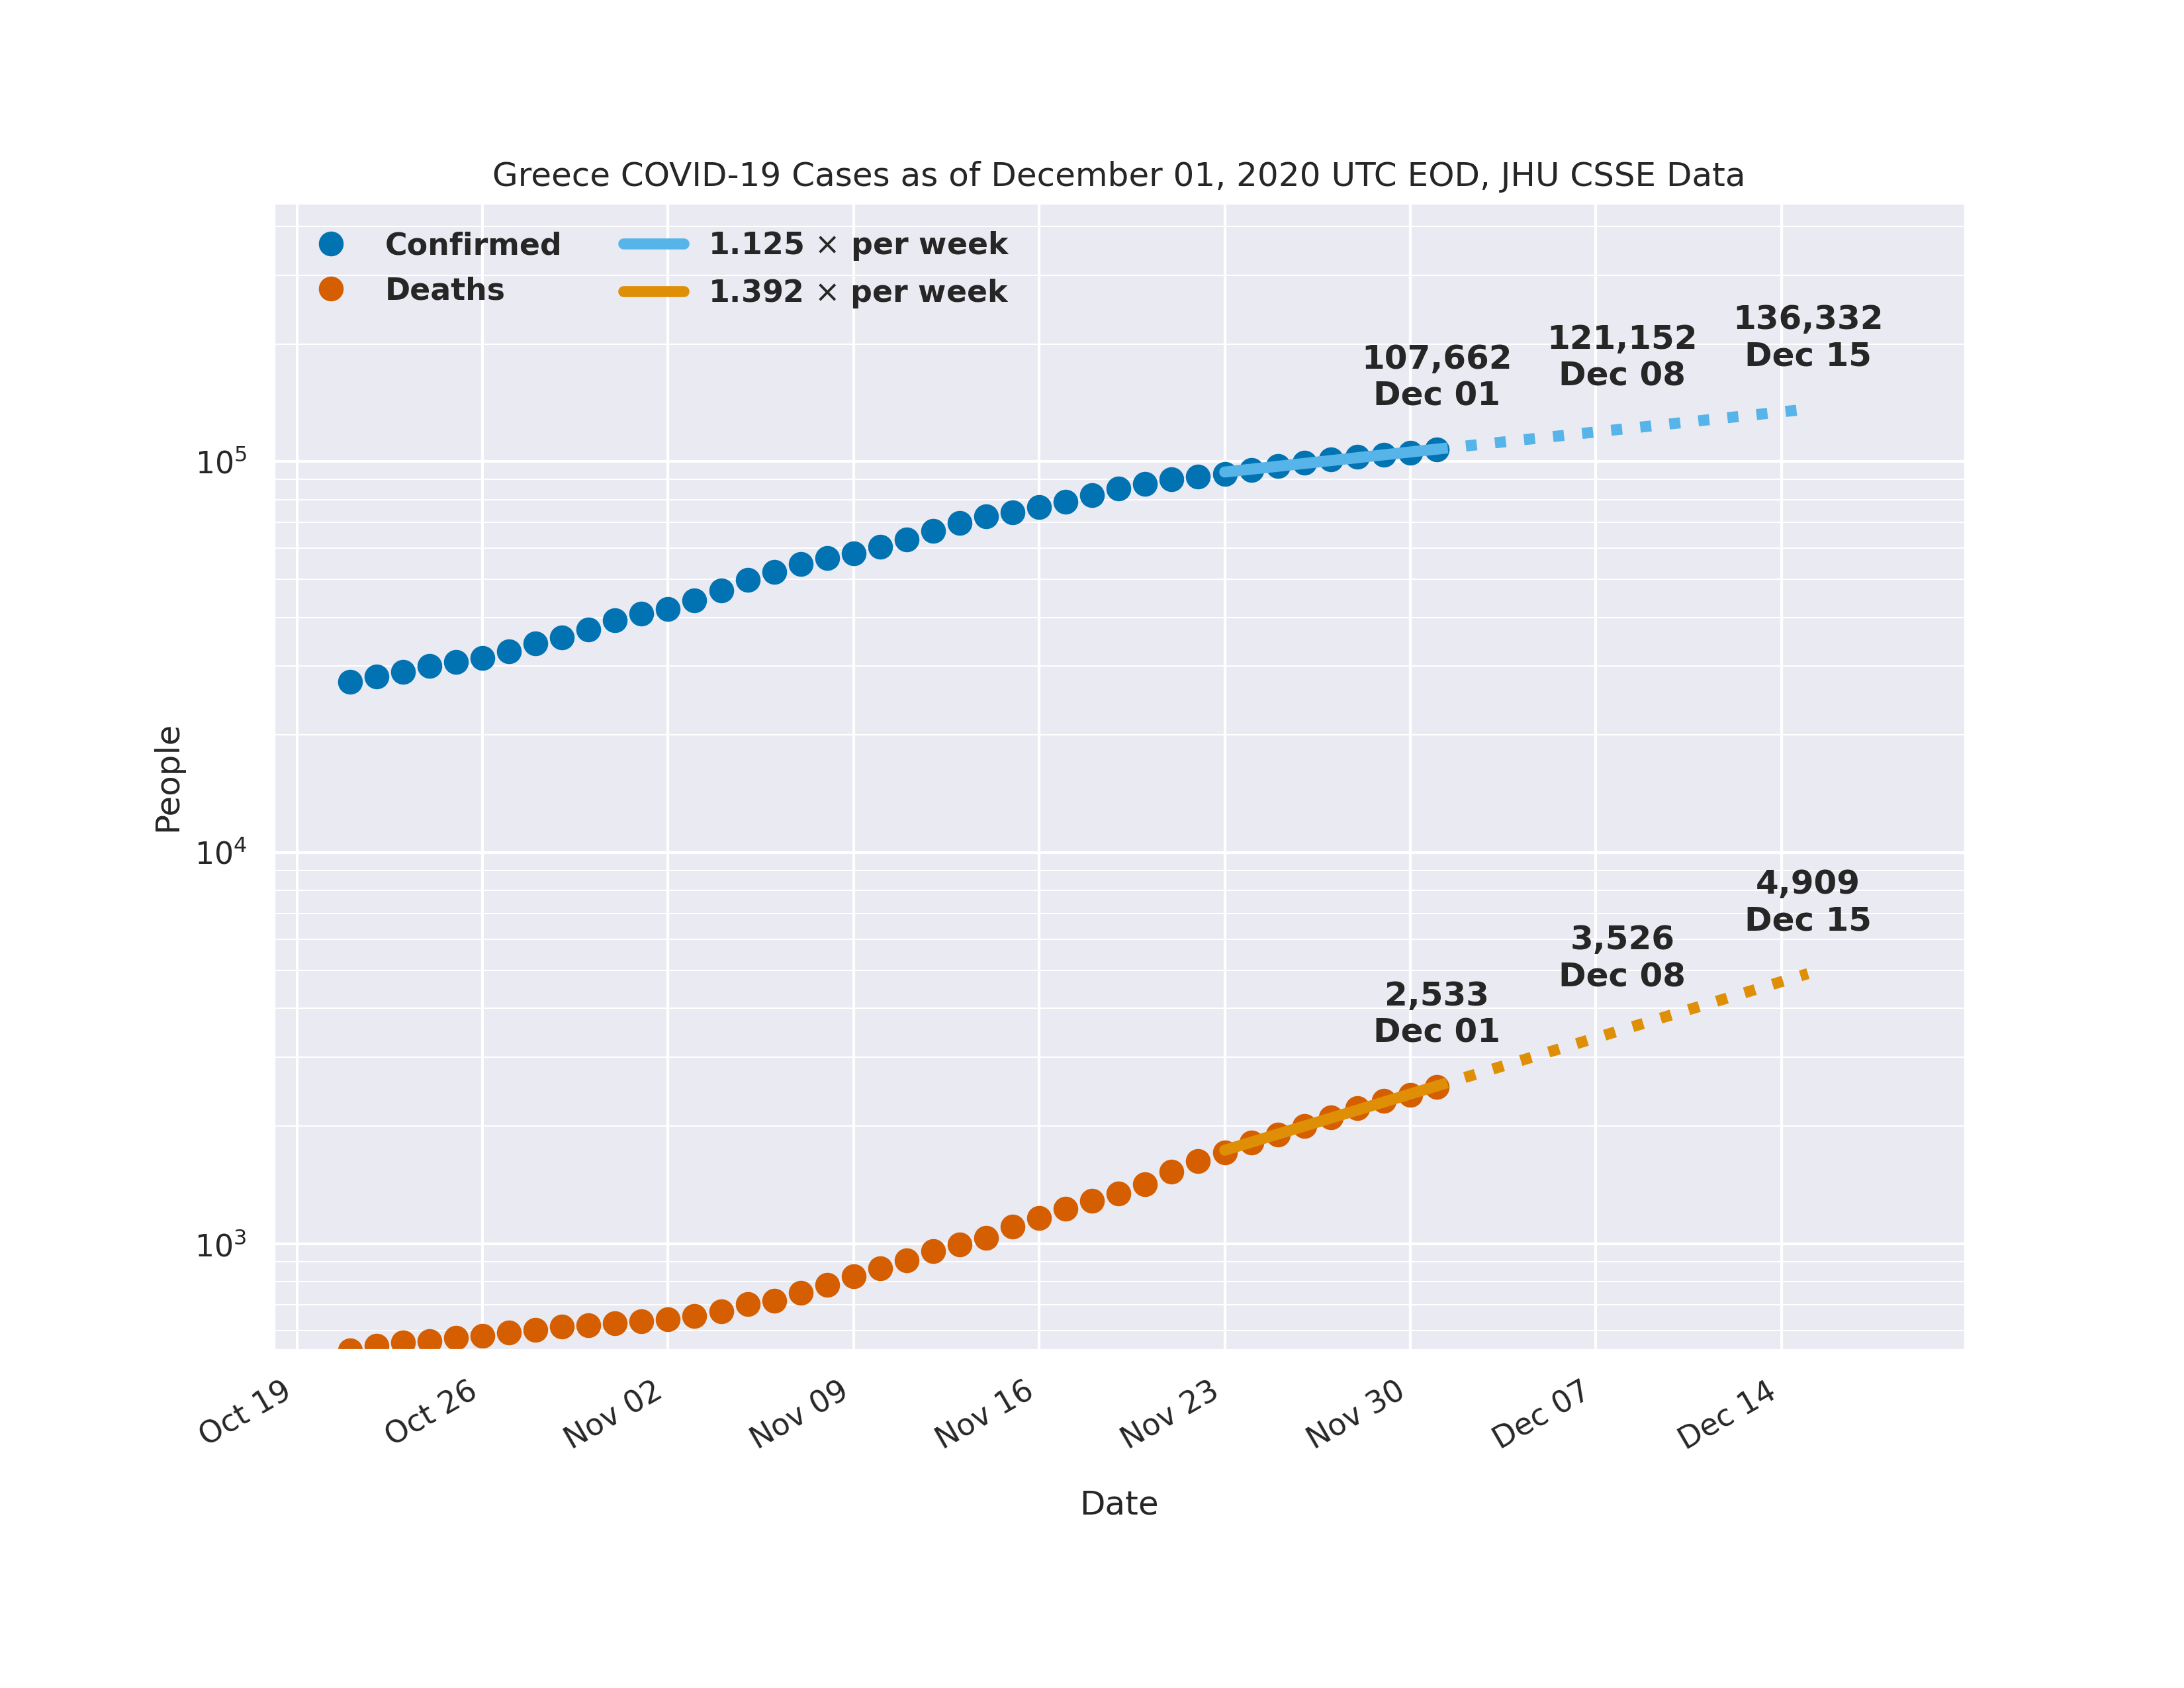 Greece COVID-19 Cases as of December 01, 2020 UTC EOD, JHU CSSE Data
Confirmed
Deaths
1.125 × per week
1.392 × per week
107,662
Dec 01
121,152
Dec 08
136,332
Dec 15
2,533
Dec 01
3,526
Dec 08
4,909
Dec 15
People
10⁵
10⁴
10³
Oct 19
Oct 26
Nov 02
Nov 09
Nov 16
Nov 23
Nov 30
Dec 07
Dec 14
Date